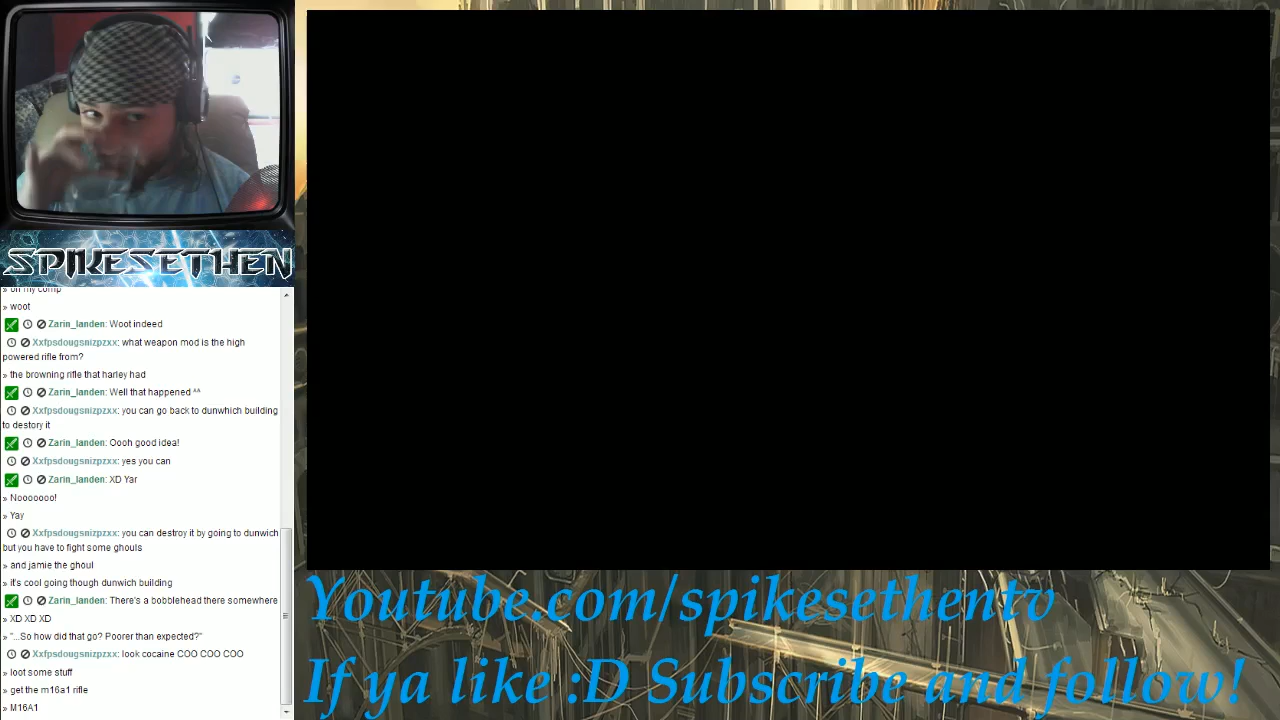 SPIKESETHEN
» on my comp
» woot
Zarin_landen: Woot indeed
Xxfpsdougsnizpzxx: what weapon mod is the high
powered rifle from?
» the browning rifle that harley had
Zarin_landen: Well that happened ^^
Xxfpsdougsnizpzxx: you can go back to dunwhich building
to destory it
Zarin_landen: Oooh good idea!
Xxfpsdougsnizpzxx: yes you can
Zarin_landen: XD Yar
» Nooooooo!
» Yay
Xxfpsdougsnizpzxx: you can destroy it by going to dunwich
but you have to fight some ghouls
» and jamie the ghoul
» it's cool going though dunwich building
Zarin_landen: There's a bobblehead there somewhere
» XD XD XD
» "...So how did that go? Poorer than expected?"
Xxfpsdougsnizpzxx: look cocaine COO COO COO
» loot some stuff
» get the m16a1 rifle
» M16A1
Youtube.com/spikesethentv
If ya like :D Subscribe and follow!